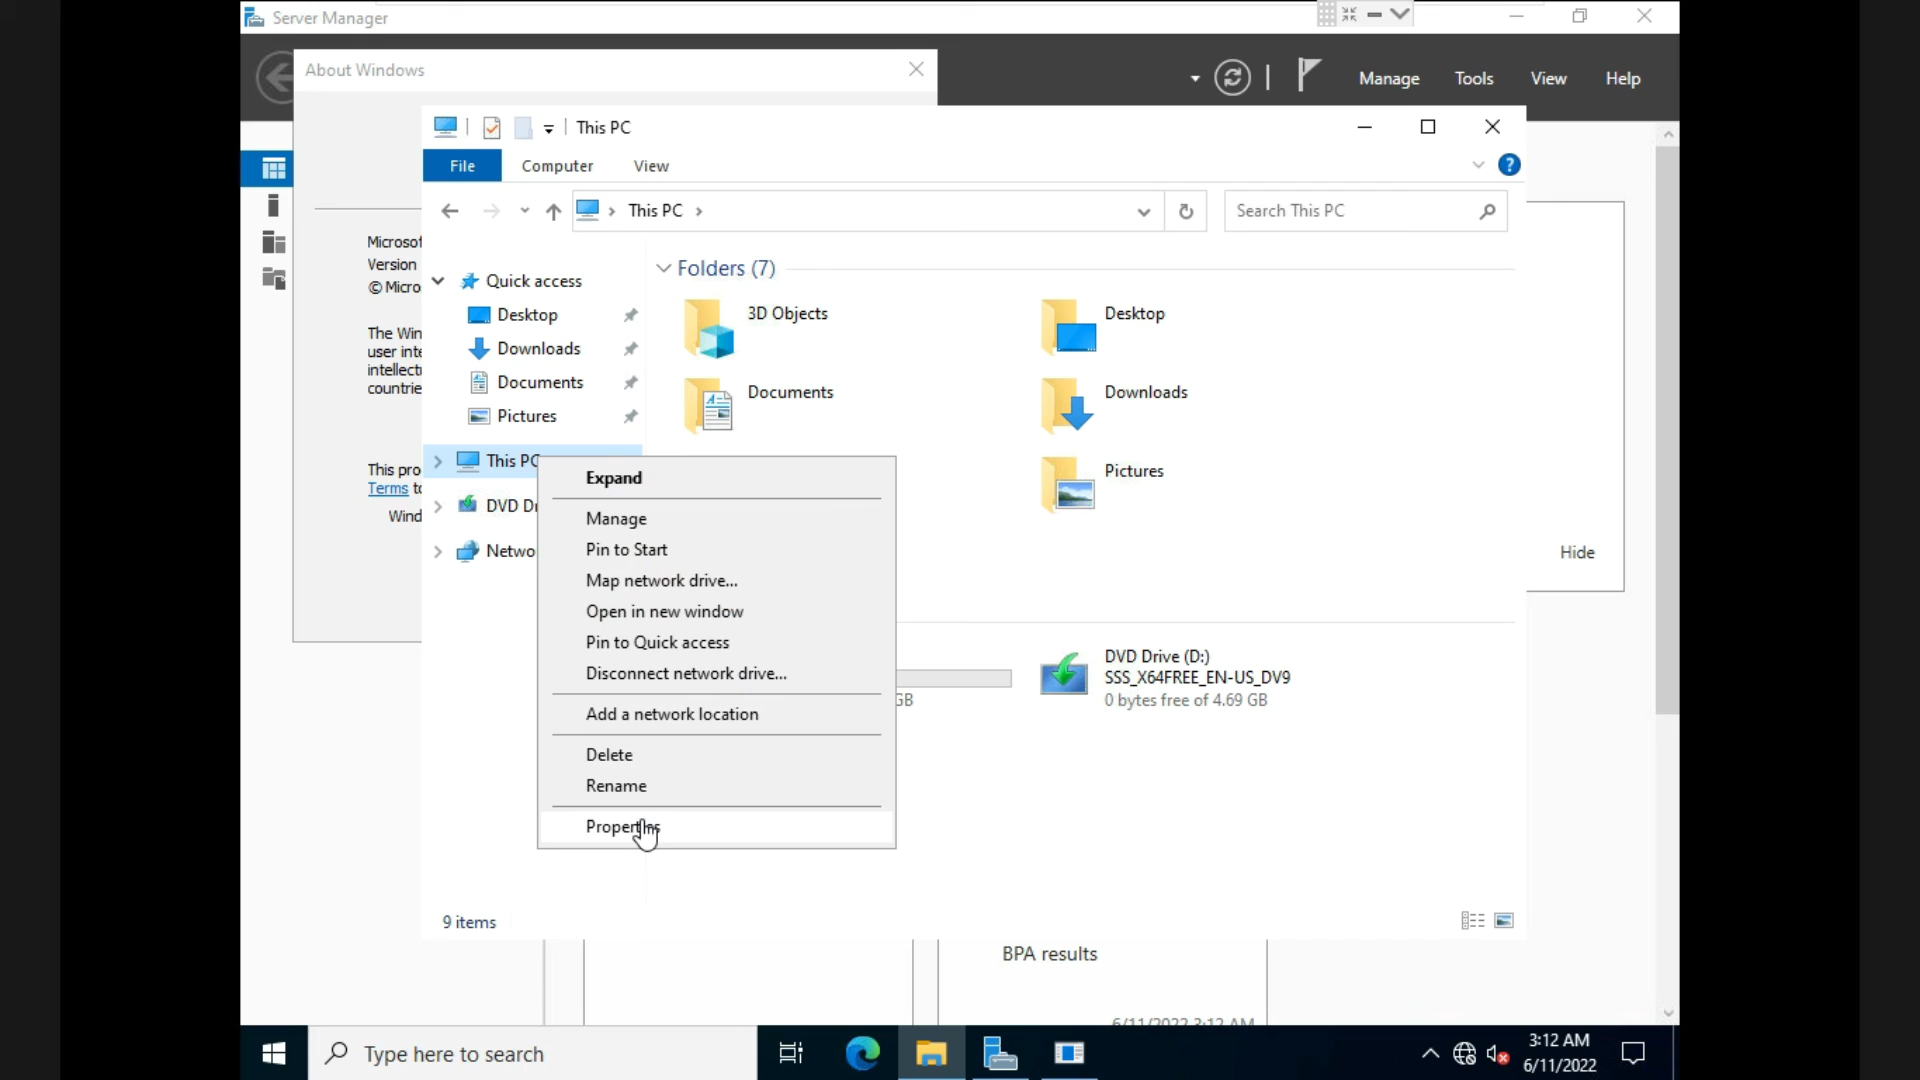 Server Manager
About Windows
Manage
Tools
View
Help
This PC
File
Computer
View
This PC
Search This PC
Microsof
Version
© Micro
The Win
user inte
intellectu
countrie
This pro
Terms to
Wind
Quick access
Desktop
Downloads
Documents
Pictures
This PC
DVD Dr
Netwo
Folders (7)
3D Objects
Desktop
Documents
Downloads
Pictures
Expand
Manage
Pin to Start
Map network drive...
Open in new window
Pin to Quick access
Disconnect network drive...
Add a network location
Delete
Rename
Properties
GB
DVD Drive (D:)
SSS_X64FREE_EN-US_DV9
0 bytes free of 4.69 GB
Hide
9 items
BPA results
6/11/2022 3:12 AM
Type here to search
3:12 AM
6/11/2022